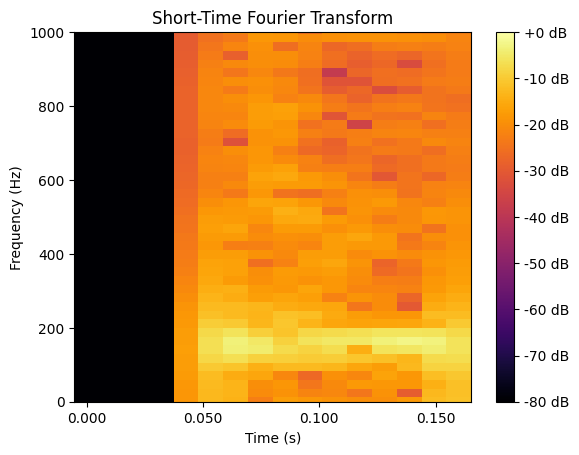 Short-Time Fourier Transform
1000
800
600
400
200
0
Frequency (Hz)
0.000
0.050
0.100
0.150
Time (s)
+0 dB
-10 dB
-20 dB
-30 dB
-40 dB
-50 dB
-60 dB
-70 dB
-80 dB